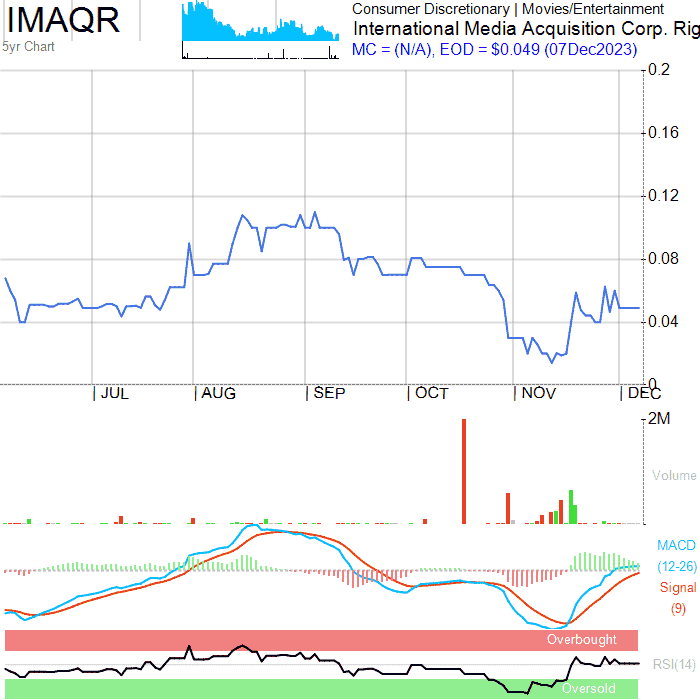 IMAQR
5yr Chart
Consumer Discretionary | Movies/Entertainment
International Media Acquisition Corp. Rig
MC = (N/A), EOD = $0.049 (07Dec2023)
0.2
0.16
0.12
0.08
0.04
0
JUL AUG SEP OCT NOV DEC
2M
Volume
MACD
(12-26)
Signal
(9)
Overbought
RSI(14)
Oversold